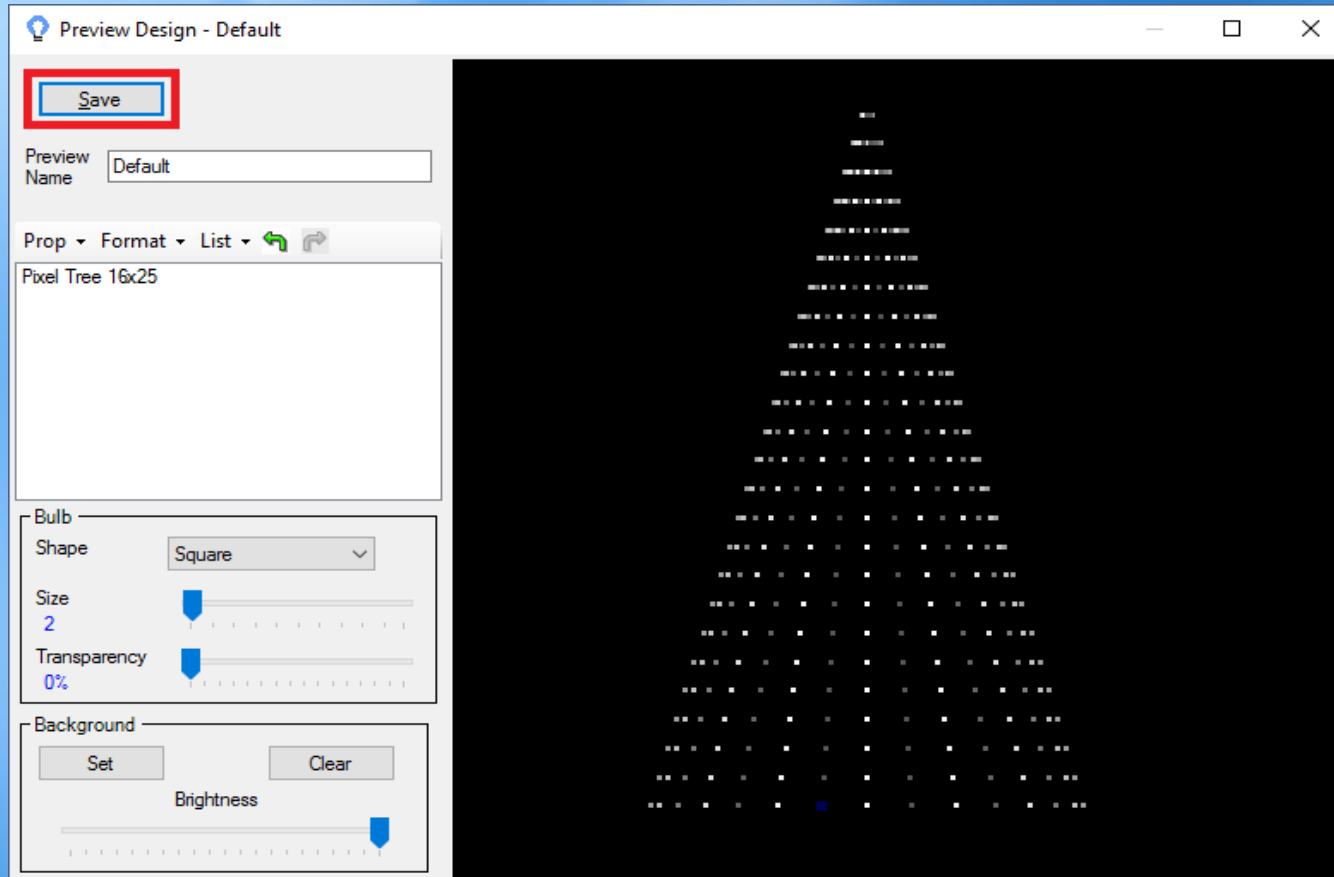 Preview Design - Default
Save
Preview
Name
Default
Prop Format List
Pixel Tree 16x25
Bulb
Shape
Square
Size
2
Transparency
0%
Background
Set Clear
Brightness